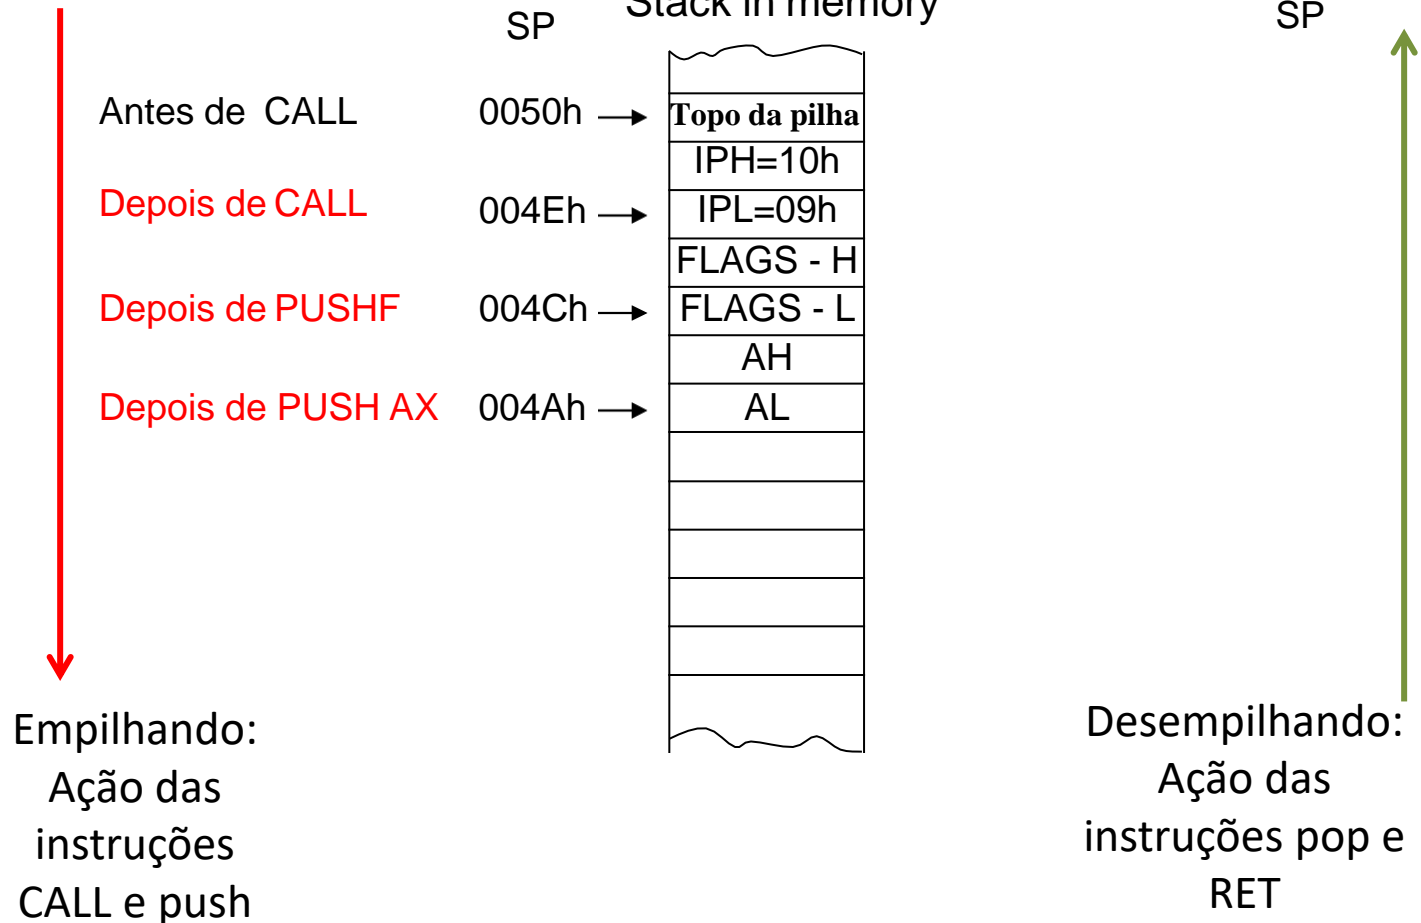 Stack in memory
SP
SP
Antes de CALL 0050h Topo da pilha
IPH=10h
Depois de CALL 004Eh IPL=09h
FLAGS - H
Depois de PUSHF 004Ch FLAGS - L
AH
Depois de PUSH AX 004Ah AL
Empilhando:
Ação das
instruções
CALL e push
Desempilhando:
Ação das
instruções pop e
RET